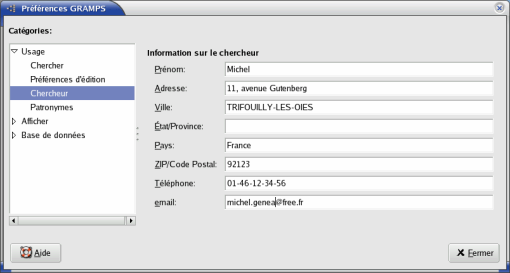 Préférences GRAMPS
Catégories:
Usage
Chercher
Préférences d'édition
Chercheur
Patronymes
Afficher
Base de données
Information sur le chercheur
Prénom: Michel
Adresse: 11, avenue Gutenberg
Ville: TRIFOUILLY-LES-OIES
État/Province:
Pays: France
ZIP/Code Postal: 92123
Téléphone: 01-46-12-34-56
email: michel.genea@free.fr
Aide
Fermer